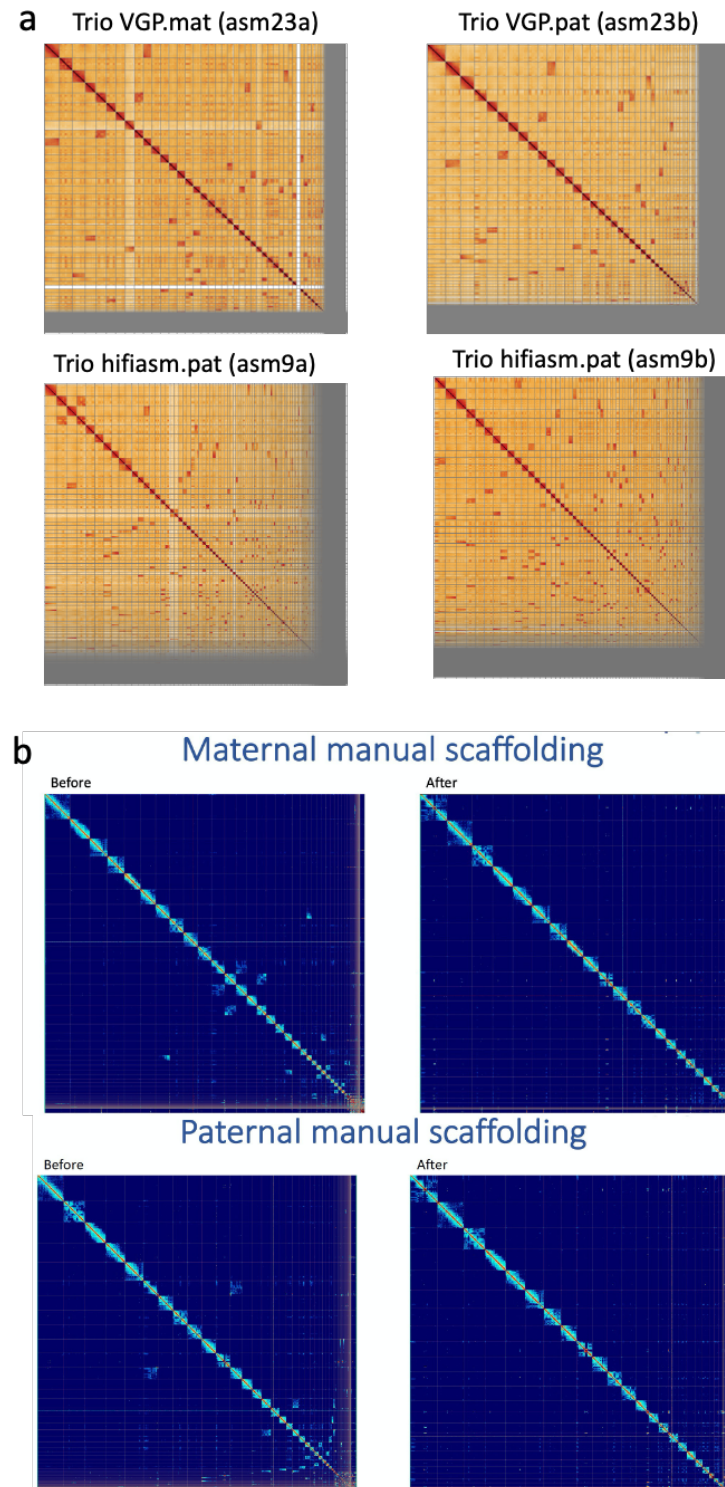 a
Trio VGP.mat (asm23a)
Trio VGP.pat (asm23b)
Trio hifiasm.pat (asm9a)
Trio hifiasm.pat (asm9b)
b
Maternal manual scaffolding
Before
After
Paternal manual scaffolding
Before
After